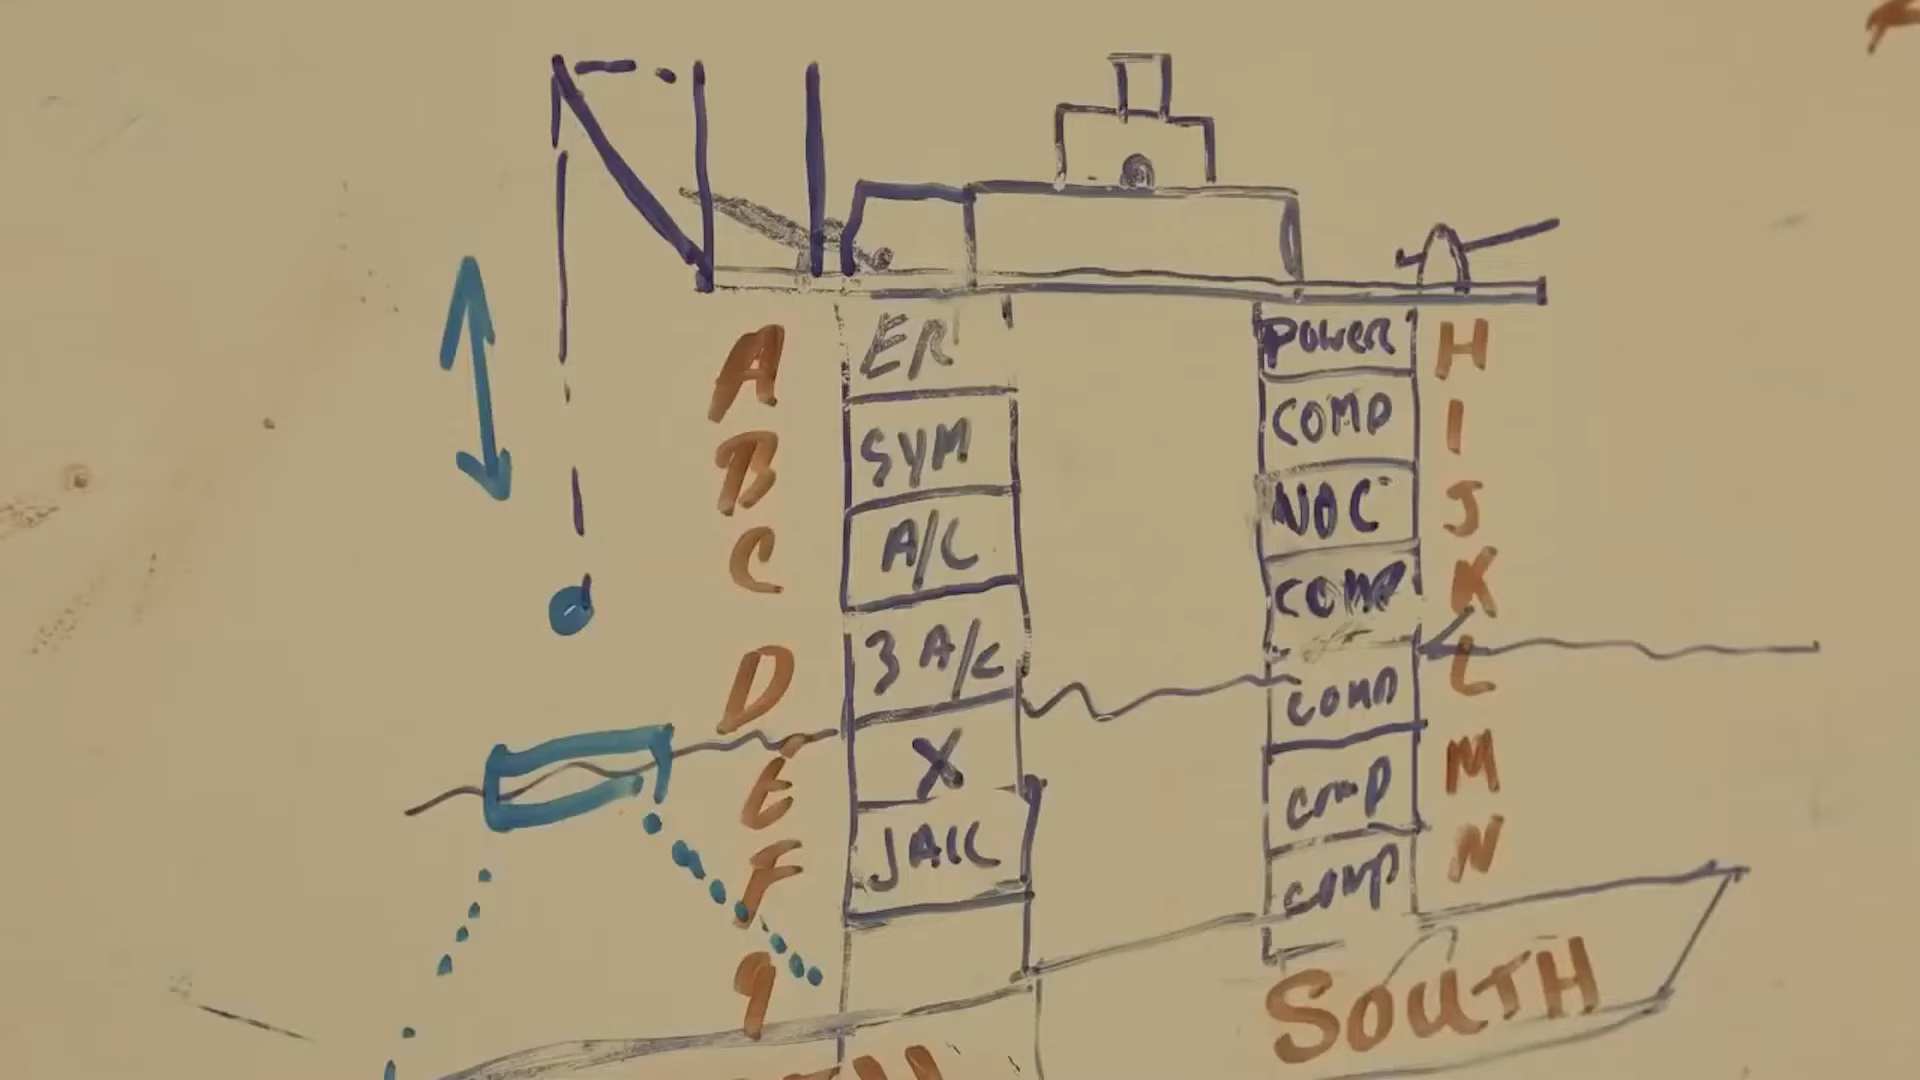 A ER POWER H
B SYM COMP I
C A/C NOC J
COMP K
D 3 A/C COMP L
E X COMP M
F JAIL COMP N
G
SOUTH